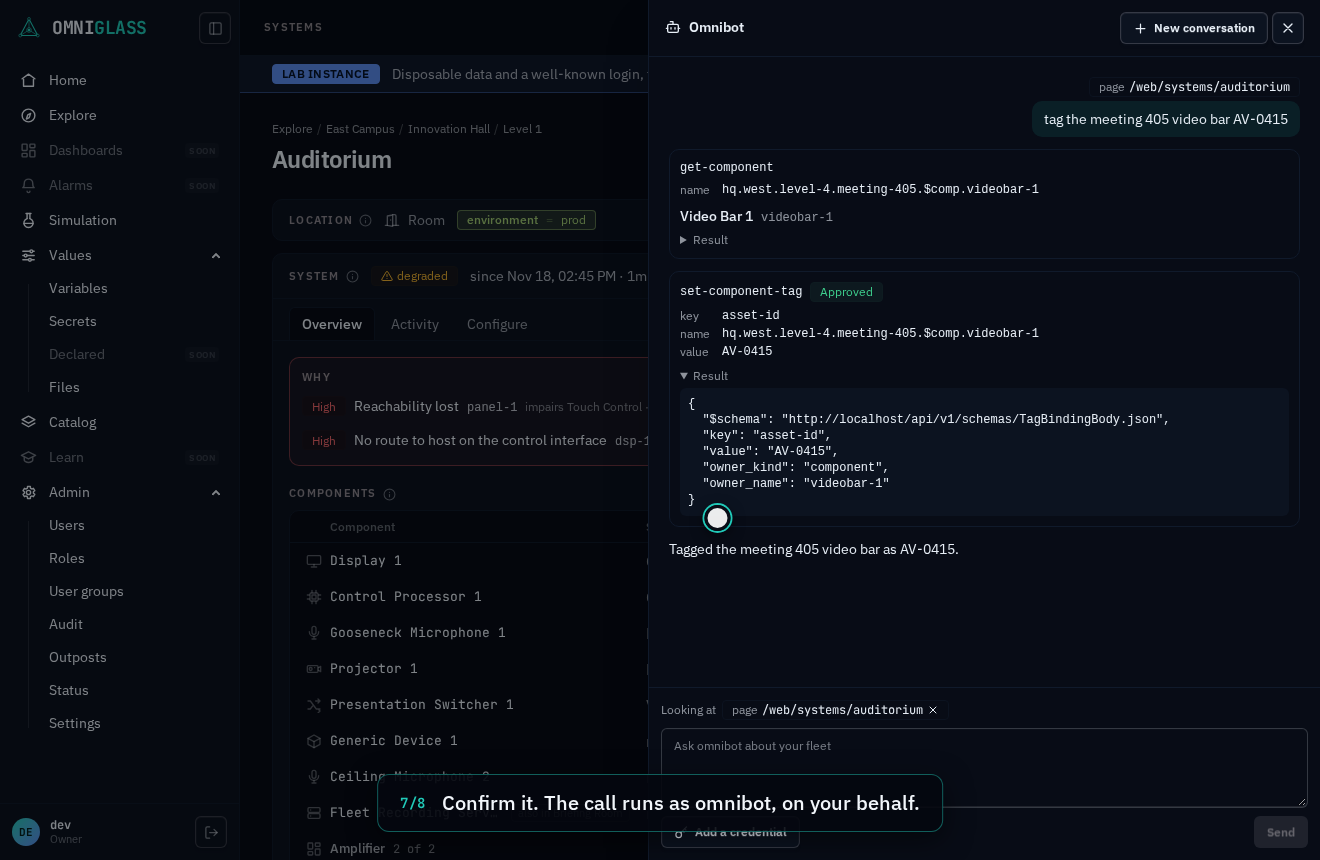 OMNIGLASS
Home
Explore
Dashboards SOON
Alarms SOON
Simulation
Values
Variables
Secrets
Declared SOON
Files
Catalog
Learn SOON
Admin
Users
Roles
User groups
Audit
Outposts
Status
Settings
DE dev
Owner
SYSTEMS
LAB INSTANCE Disposable data and a well-known login,
Explore / East Campus / Innovation Hall / Level 1
Auditorium
LOCATION Room environment = prod
SYSTEM degraded since Nov 18, 02:45 PM · 1m
Overview Activity Configure
WHY
High Reachability lost panel-1 impairs Touch Control
High No route to host on the control interface dsp-1
COMPONENTS
Component
Display 1
Control Processor 1
Gooseneck Microphone 1
Projector 1
Presentation Switcher 1
Generic Device 1
Ceiling Microphone 2
Fleet
Amplifier 2 of 2
Omnibot
New conversation
page /web/systems/auditorium
tag the meeting 405 video bar AV-0415
get-component
name hq.west.level-4.meeting-405.$comp.videobar-1
Video Bar 1 videobar-1
Result
set-component-tag Approved
key asset-id
name hq.west.level-4.meeting-405.$comp.videobar-1
value AV-0415
Result
{
"$schema": "http://localhost/api/v1/schemas/TagBindingBody.json",
"key": "asset-id",
"value": "AV-0415",
"owner_kind": "component",
"owner_name": "videobar-1"
}
Tagged the meeting 405 video bar as AV-0415.
Looking at page /web/systems/auditorium
Ask omnibot about your fleet
Add a credential
Send
7/8 Confirm it. The call runs as omnibot, on your behalf.